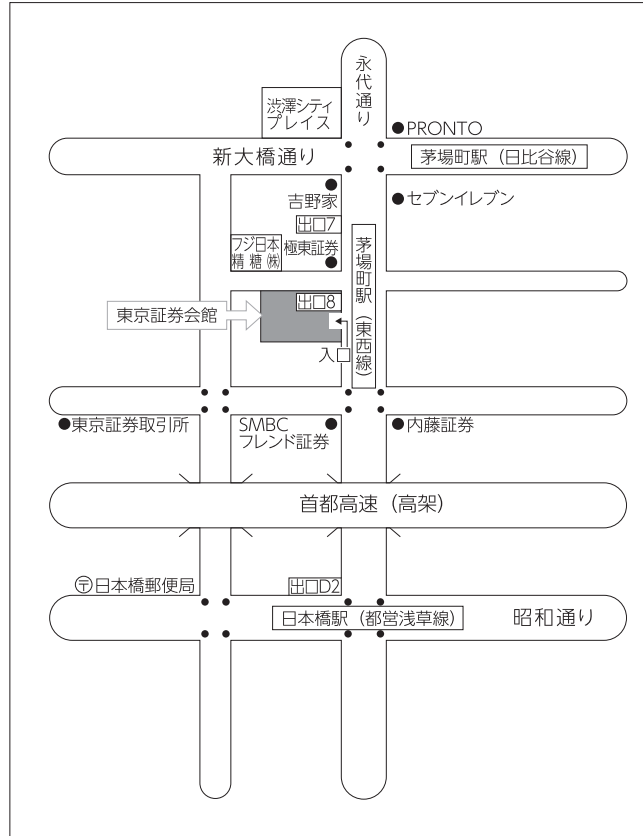 永代通り
渋澤シティ
プレイス
PRONTO
新大橋通り
茅場町駅（日比谷線）
吉野家
セブンイレブン
出口7
フジ日本
精糖㈱
極東証券
茅場町駅（東西線）
出口8
東京証券会館
入口
東京証券取引所
SMBC
フレンド証券
内藤証券
首都高速（高架）
〒日本橋郵便局
出口D2
日本橋駅（都営浅草線）
昭和通り